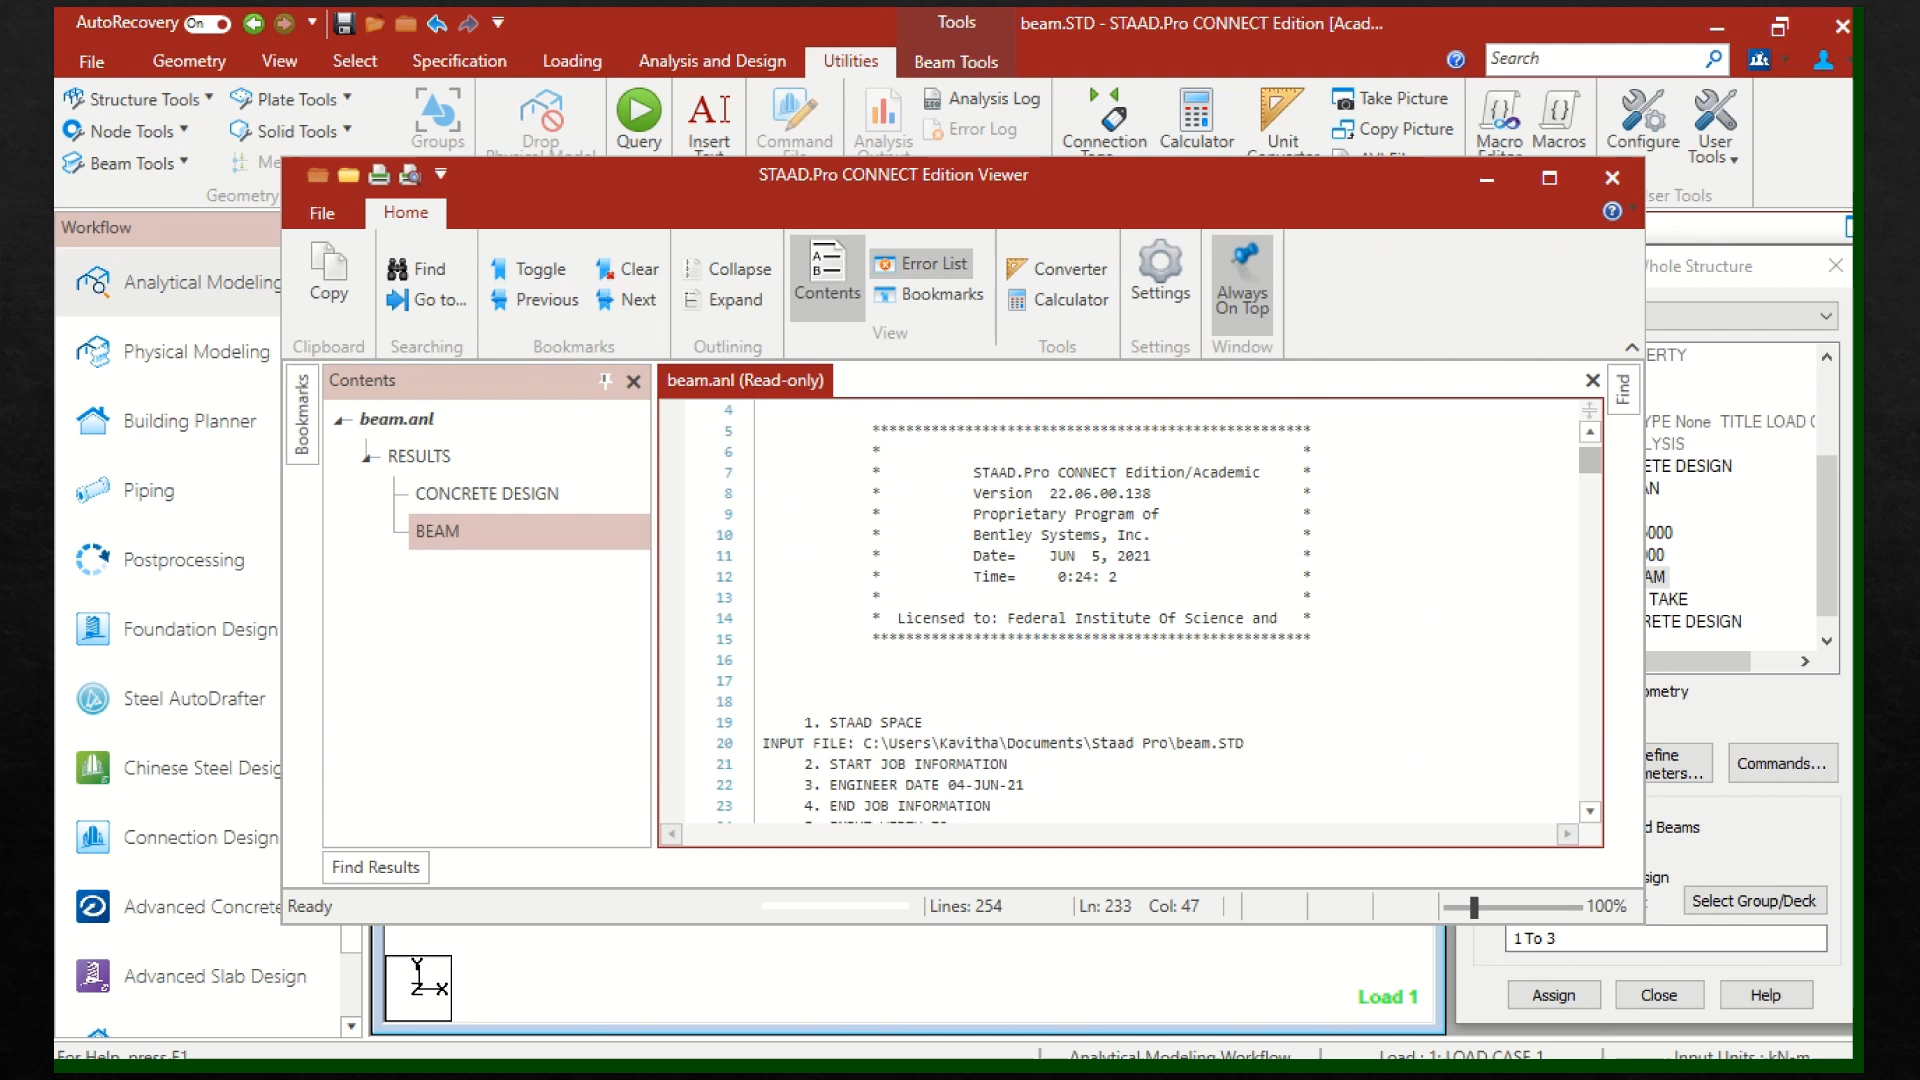 AutoRecovery On
Tools
beam.STD - STAAD.Pro CONNECT Edition [Acad...
File Geometry View Select Specification Loading Analysis and Design Utilities Beam Tools
Search
Structure Tools
Plate Tools
Node Tools
Solid Tools
Beam Tools
Geometry
Groups
Drop
Query
Insert
Command
Analysis
Analysis Log
Error Log
Connection
Calculator
Unit
Take Picture
Copy Picture
Macro
Macros
Configure
User
Tools
ser Tools
STAAD.Pro CONNECT Edition Viewer
File Home
Copy
Clipboard
Find
Go to...
Searching
Toggle
Clear
Previous
Next
Bookmarks
Collapse
Expand
Outlining
Contents
Error List
Bookmarks
View
Converter
Calculator
Tools
Settings
Settings
Always
On Top
Window
Workflow
Analytical Modeling
Physical Modeling
Building Planner
Piping
Postprocessing
Foundation Design
Steel AutoDrafter
Chinese Steel Desig
Connection Design
Advanced Concrete
Advanced Slab Design
Bookmarks
Contents
beam.anl
RESULTS
CONCRETE DESIGN
BEAM
beam.anl (Read-only)
Find
4
5 ****************************************************
6 * *
7 * STAAD.Pro CONNECT Edition/Academic *
8 * Version 22.06.00.138 *
9 * Proprietary Program of *
10 * Bentley Systems, Inc. *
11 * Date= JUN 5, 2021 *
12 * Time= 0:24: 2 *
13 * *
14 * Licensed to: Federal Institute Of Science and *
15 ****************************************************
16
17
18
19 1. STAAD SPACE
20 INPUT FILE: C:\Users\Kavitha\Documents\Staad Pro\beam.STD
21 2. START JOB INFORMATION
22 3. ENGINEER DATE 04-JUN-21
23 4. END JOB INFORMATION
Find Results
Ready
Lines: 254
Ln: 233 Col: 47
100%
hole Structure
ERTY
YPE None TITLE LOAD C
LYSIS
ETE DESIGN
AN
000
00
AM
TAKE
RETE DESIGN
ometry
efine
meters...
Commands...
d Beams
sign
Select Group/Deck
1 To 3
Assign
Close
Help
Y
Z X
Load 1
For Help, press F1
Analytical Modeling Workflow
Load : 1: LOAD CASE 1
Input Units : kN-m